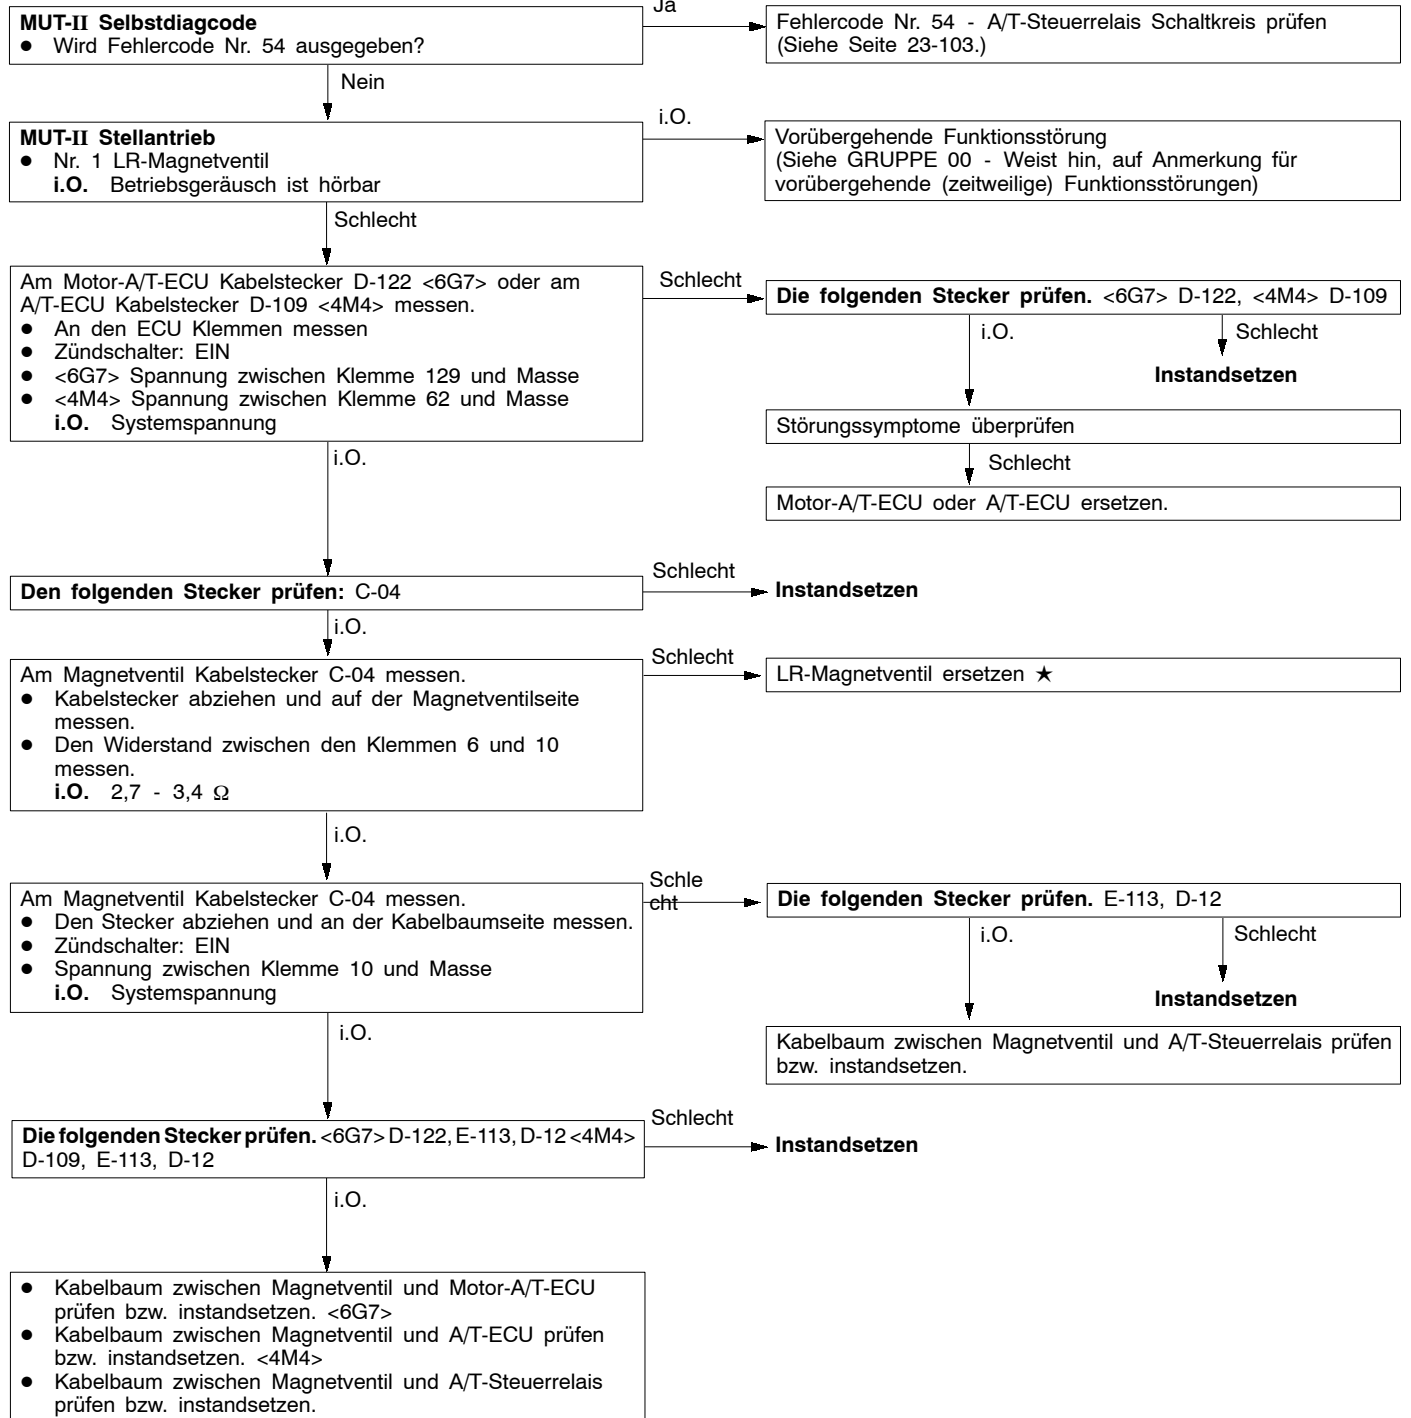 MUT-II Selbstdiagcode
● Wird Fehlercode Nr. 54 ausgegeben?
Ja
Fehlercode Nr. 54 - A/T-Steuerrelais Schaltkreis prüfen
(Siehe Seite 23-103.)
Nein
MUT-II Stellantrieb
● Nr. 1 LR-Magnetventil
i.O. Betriebsgeräusch ist hörbar
i.O.
Vorübergehende Funktionsstörung
(Siehe GRUPPE 00 - Weist hin, auf Anmerkung für
vorübergehende (zeitweilige) Funktionsstörungen)
Schlecht
Am Motor-A/T-ECU Kabelstecker D-122 <6G7> oder am
A/T-ECU Kabelstecker D-109 <4M4> messen.
● An den ECU Klemmen messen
● Zündschalter: EIN
● <6G7> Spannung zwischen Klemme 129 und Masse
● <4M4> Spannung zwischen Klemme 62 und Masse
i.O. Systemspannung
Schlecht
Die folgenden Stecker prüfen. <6G7> D-122, <4M4> D-109
i.O.
Schlecht
Instandsetzen
Störungssymptome überprüfen
Schlecht
Motor-A/T-ECU oder A/T-ECU ersetzen.
i.O.
Den folgenden Stecker prüfen: C-04
Schlecht
Instandsetzen
i.O.
Am Magnetventil Kabelstecker C-04 messen.
● Kabelstecker abziehen und auf der Magnetventilseite
messen.
● Den Widerstand zwischen den Klemmen 6 und 10
messen.
i.O. 2,7 - 3,4 Ω
Schlecht
LR-Magnetventil ersetzen ★
i.O.
Am Magnetventil Kabelstecker C-04 messen.
● Den Stecker abziehen und an der Kabelbaumseite messen.
● Zündschalter: EIN
● Spannung zwischen Klemme 10 und Masse
i.O. Systemspannung
Schle
cht
Die folgenden Stecker prüfen. E-113, D-12
i.O.
Schlecht
Instandsetzen
Kabelbaum zwischen Magnetventil und A/T-Steuerrelais prüfen
bzw. instandsetzen.
i.O.
Die folgenden Stecker prüfen. <6G7> D-122, E-113, D-12 <4M4>
D-109, E-113, D-12
Schlecht
Instandsetzen
i.O.
● Kabelbaum zwischen Magnetventil und Motor-A/T-ECU
prüfen bzw. instandsetzen. <6G7>
● Kabelbaum zwischen Magnetventil und A/T-ECU prüfen
bzw. instandsetzen. <4M4>
● Kabelbaum zwischen Magnetventil und A/T-Steuerrelais
prüfen bzw. instandsetzen.